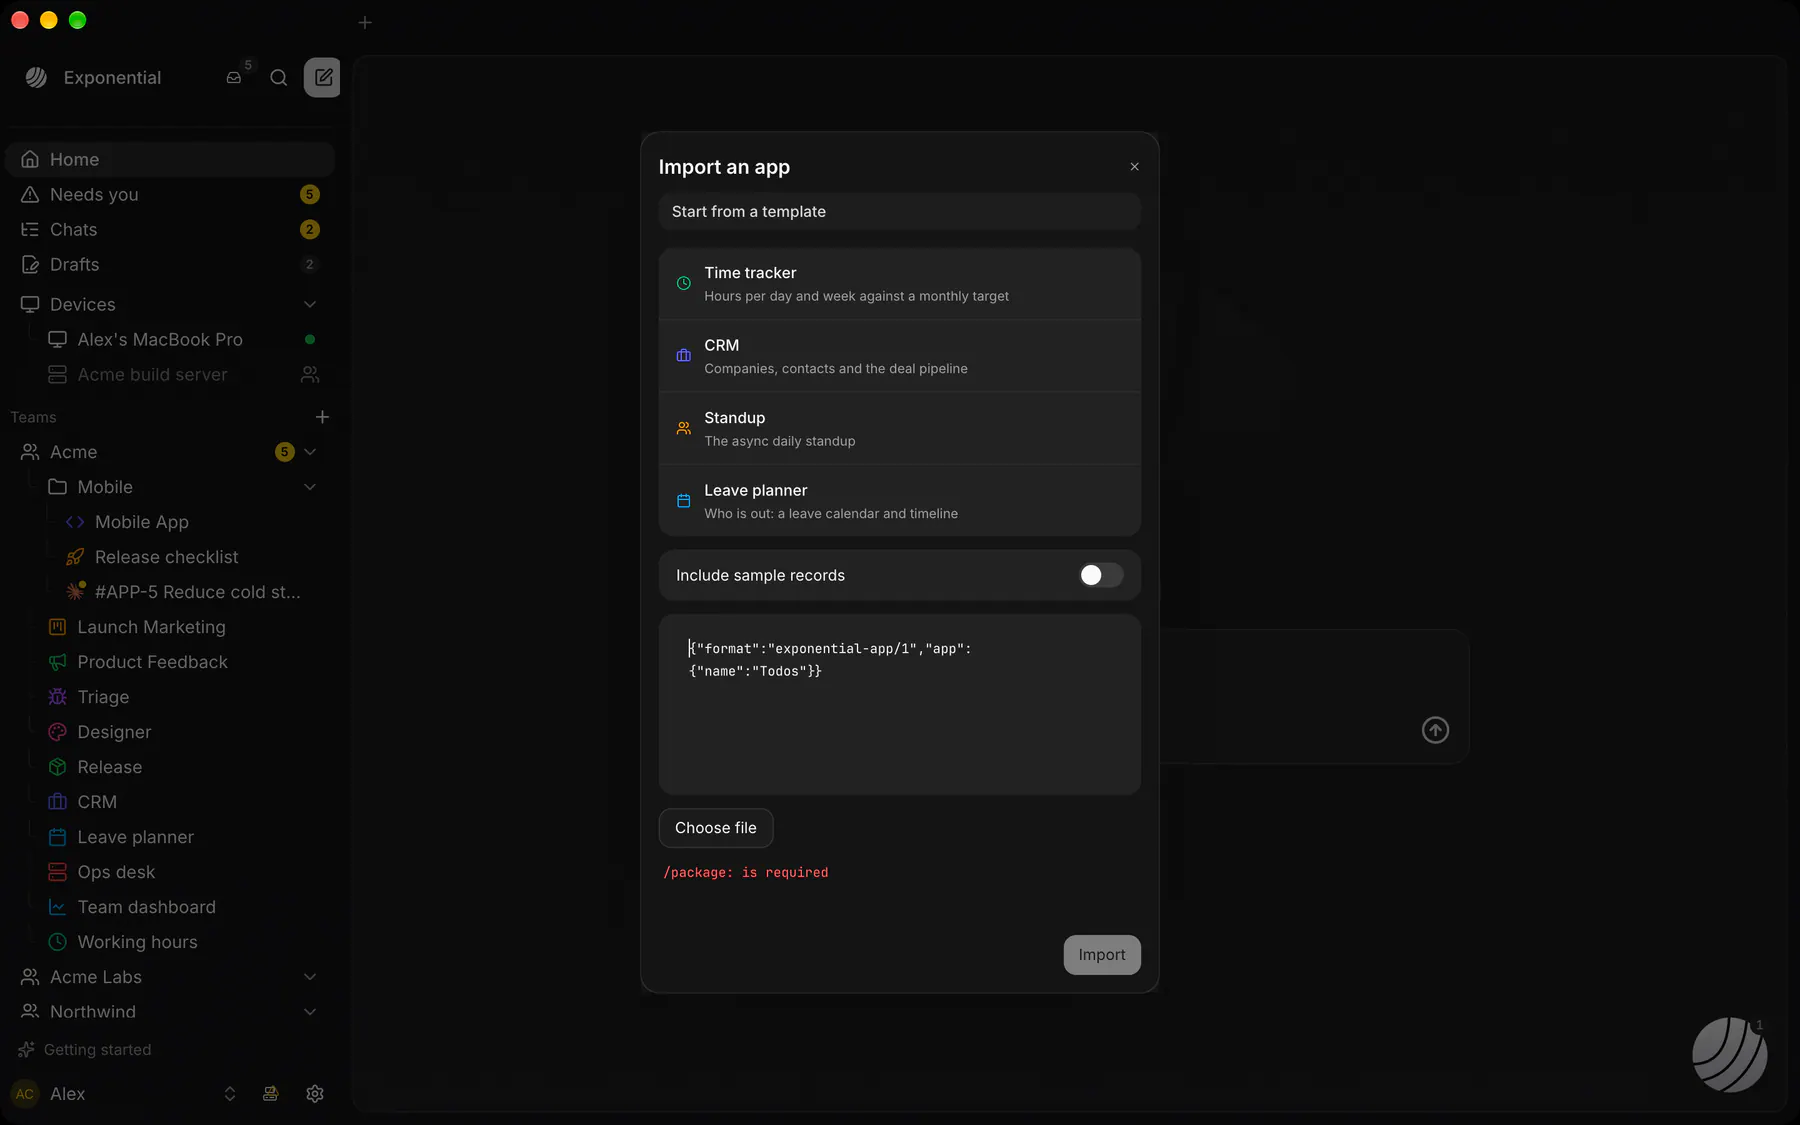 Exponential
5
Home
Needs you
5
Chats
2
Drafts
2
Devices
Alex's MacBook Pro
Acme build server
Teams
Acme
5
Mobile
Mobile App
Release checklist
#APP-5 Reduce cold st...
Launch Marketing
Product Feedback
Triage
Designer
Release
CRM
Leave planner
Ops desk
Team dashboard
Working hours
Acme Labs
Northwind
Getting started
AC
Alex
Import an app
Start from a template
Time tracker
Hours per day and week against a monthly target
CRM
Companies, contacts and the deal pipeline
Standup
The async daily standup
Leave planner
Who is out: a leave calendar and timeline
Include sample records
{"format":"exponential-app/1","app":
{"name":"Todos"}}
Choose file
/package: is required
Import
1